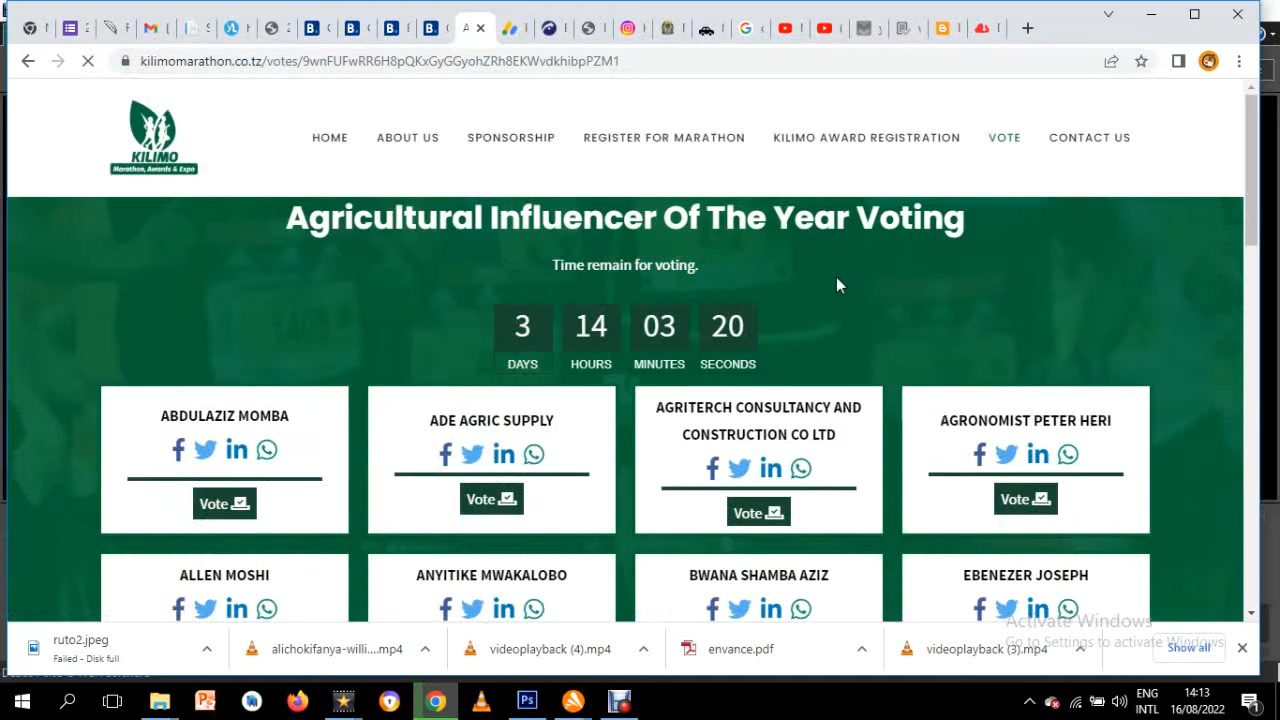 kilimomarathon.co.tz/votes/9wnFUFwRR6H8pQKxGyGGyohZRh8EKWvdkhibpPZM1
KILIMO
Marathon, Awards & Expo
HOME ABOUT US SPONSORSHIP REGISTER FOR MARATHON KILIMO AWARD REGISTRATION VOTE CONTACT US
Agricultural Influencer Of The Year Voting
Time remain for voting.
3 14 03 20
DAYS HOURS MINUTES SECONDS
ABDULAZIZ MOMBA
Vote
ADE AGRIC SUPPLY
Vote
AGRITERCH CONSULTANCY AND
CONSTRUCTION CO LTD
Vote
AGRONOMIST PETER HERI
Vote
ALLEN MOSHI
ANYITIKE MWAKALOBO
BWANA SHAMBA AZIZ
EBENEZER JOSEPH
Activate Windows
Go to Settings to activate Windows.
ruto2.jpeg
Failed - Disk full
alichokifanya-willi....mp4
videoplayback (4).mp4
envance.pdf
videoplayback (3).mp4
Show all
ENG
INTL
14:13
16/08/2022